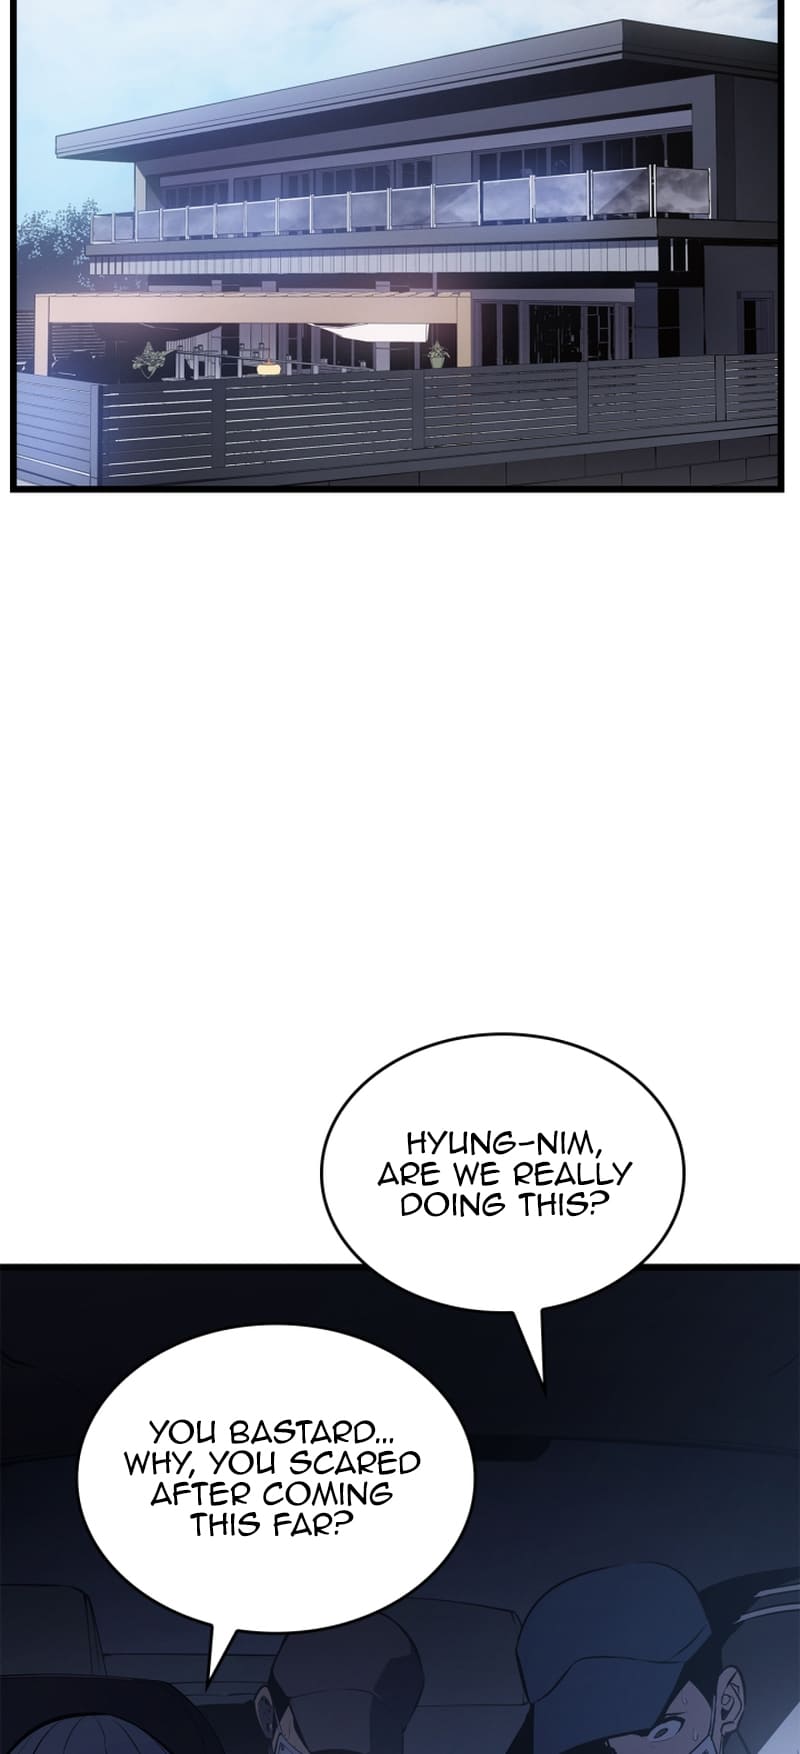 HYUNG-NIM,
ARE WE REALLY
DOING THIS?
YOU BASTARD...
WHY, YOU SCARED
AFTER COMING
THIS FAR?